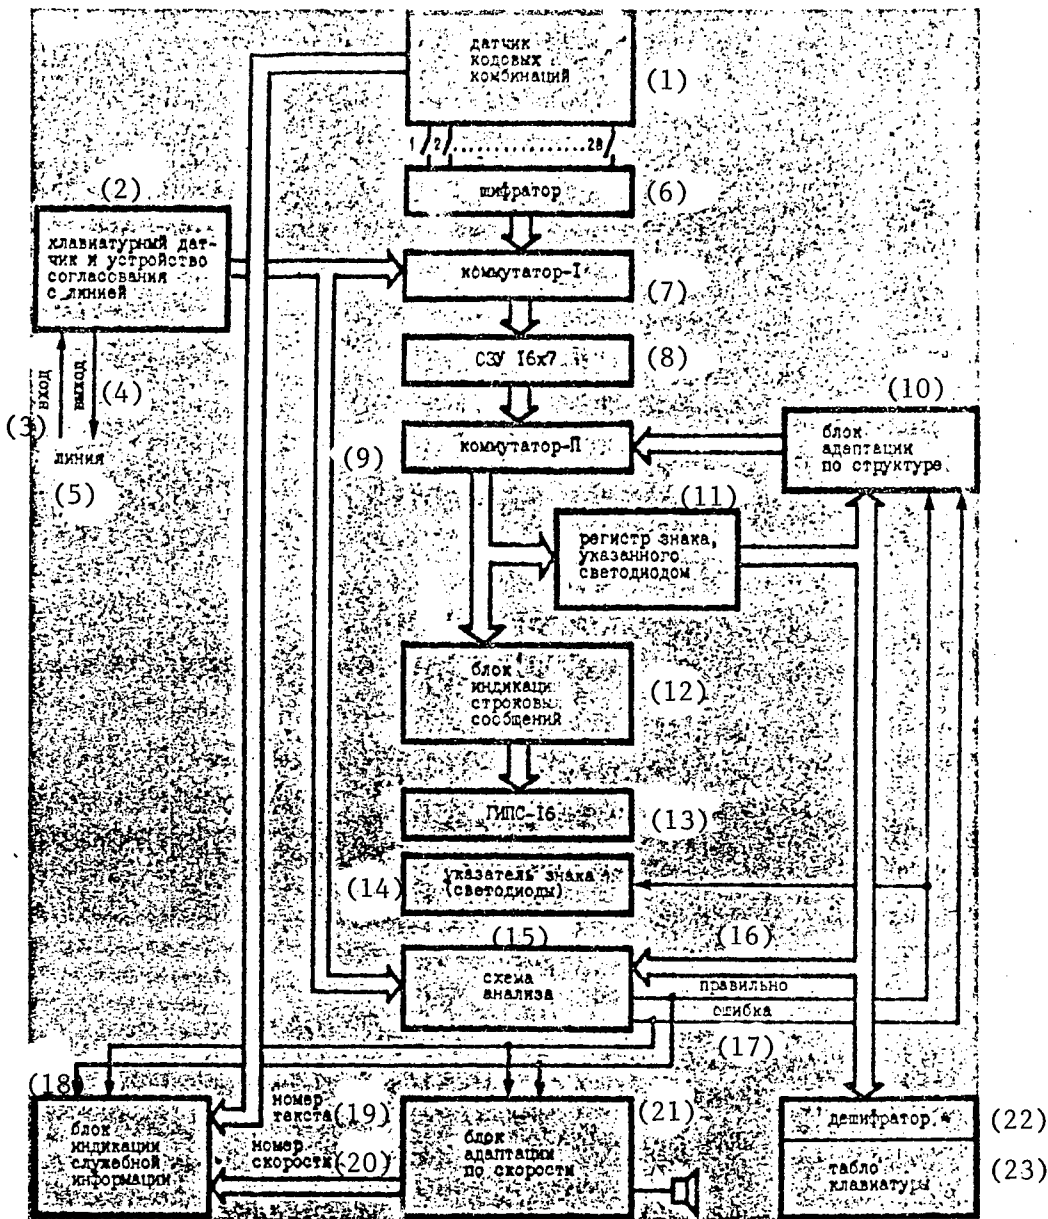 датчик
кодовых
комбинаций
(1)
1 2 ........................ 28
(2)
шифратор
(6)
клавиатурный дат-
чик и устройство
согласования
с линией
коммутатор-I
(7)
СЗУ 16x7
(8)
(3)
вход
выход
(4)
(10)
линия
(5)
(9)
коммутатор-П
блок
адаптации
по структуре
(11)
регистр знака,
указанного
светодиодом
блок
индикаци
строковы
сообщений
(12)
ГИПС-16
(13)
(14)
указатель знака
(светодиоды)
(15)
(16)
схема
анализа
правильно
ошибка
(17)
(18)
номер
текста
(19)
(21)
блок
индикации
служебной
информации
номер
скорости
(20)
блок
адаптации
по скорости
дешифратор
(22)
табло
клавиатуры
(23)